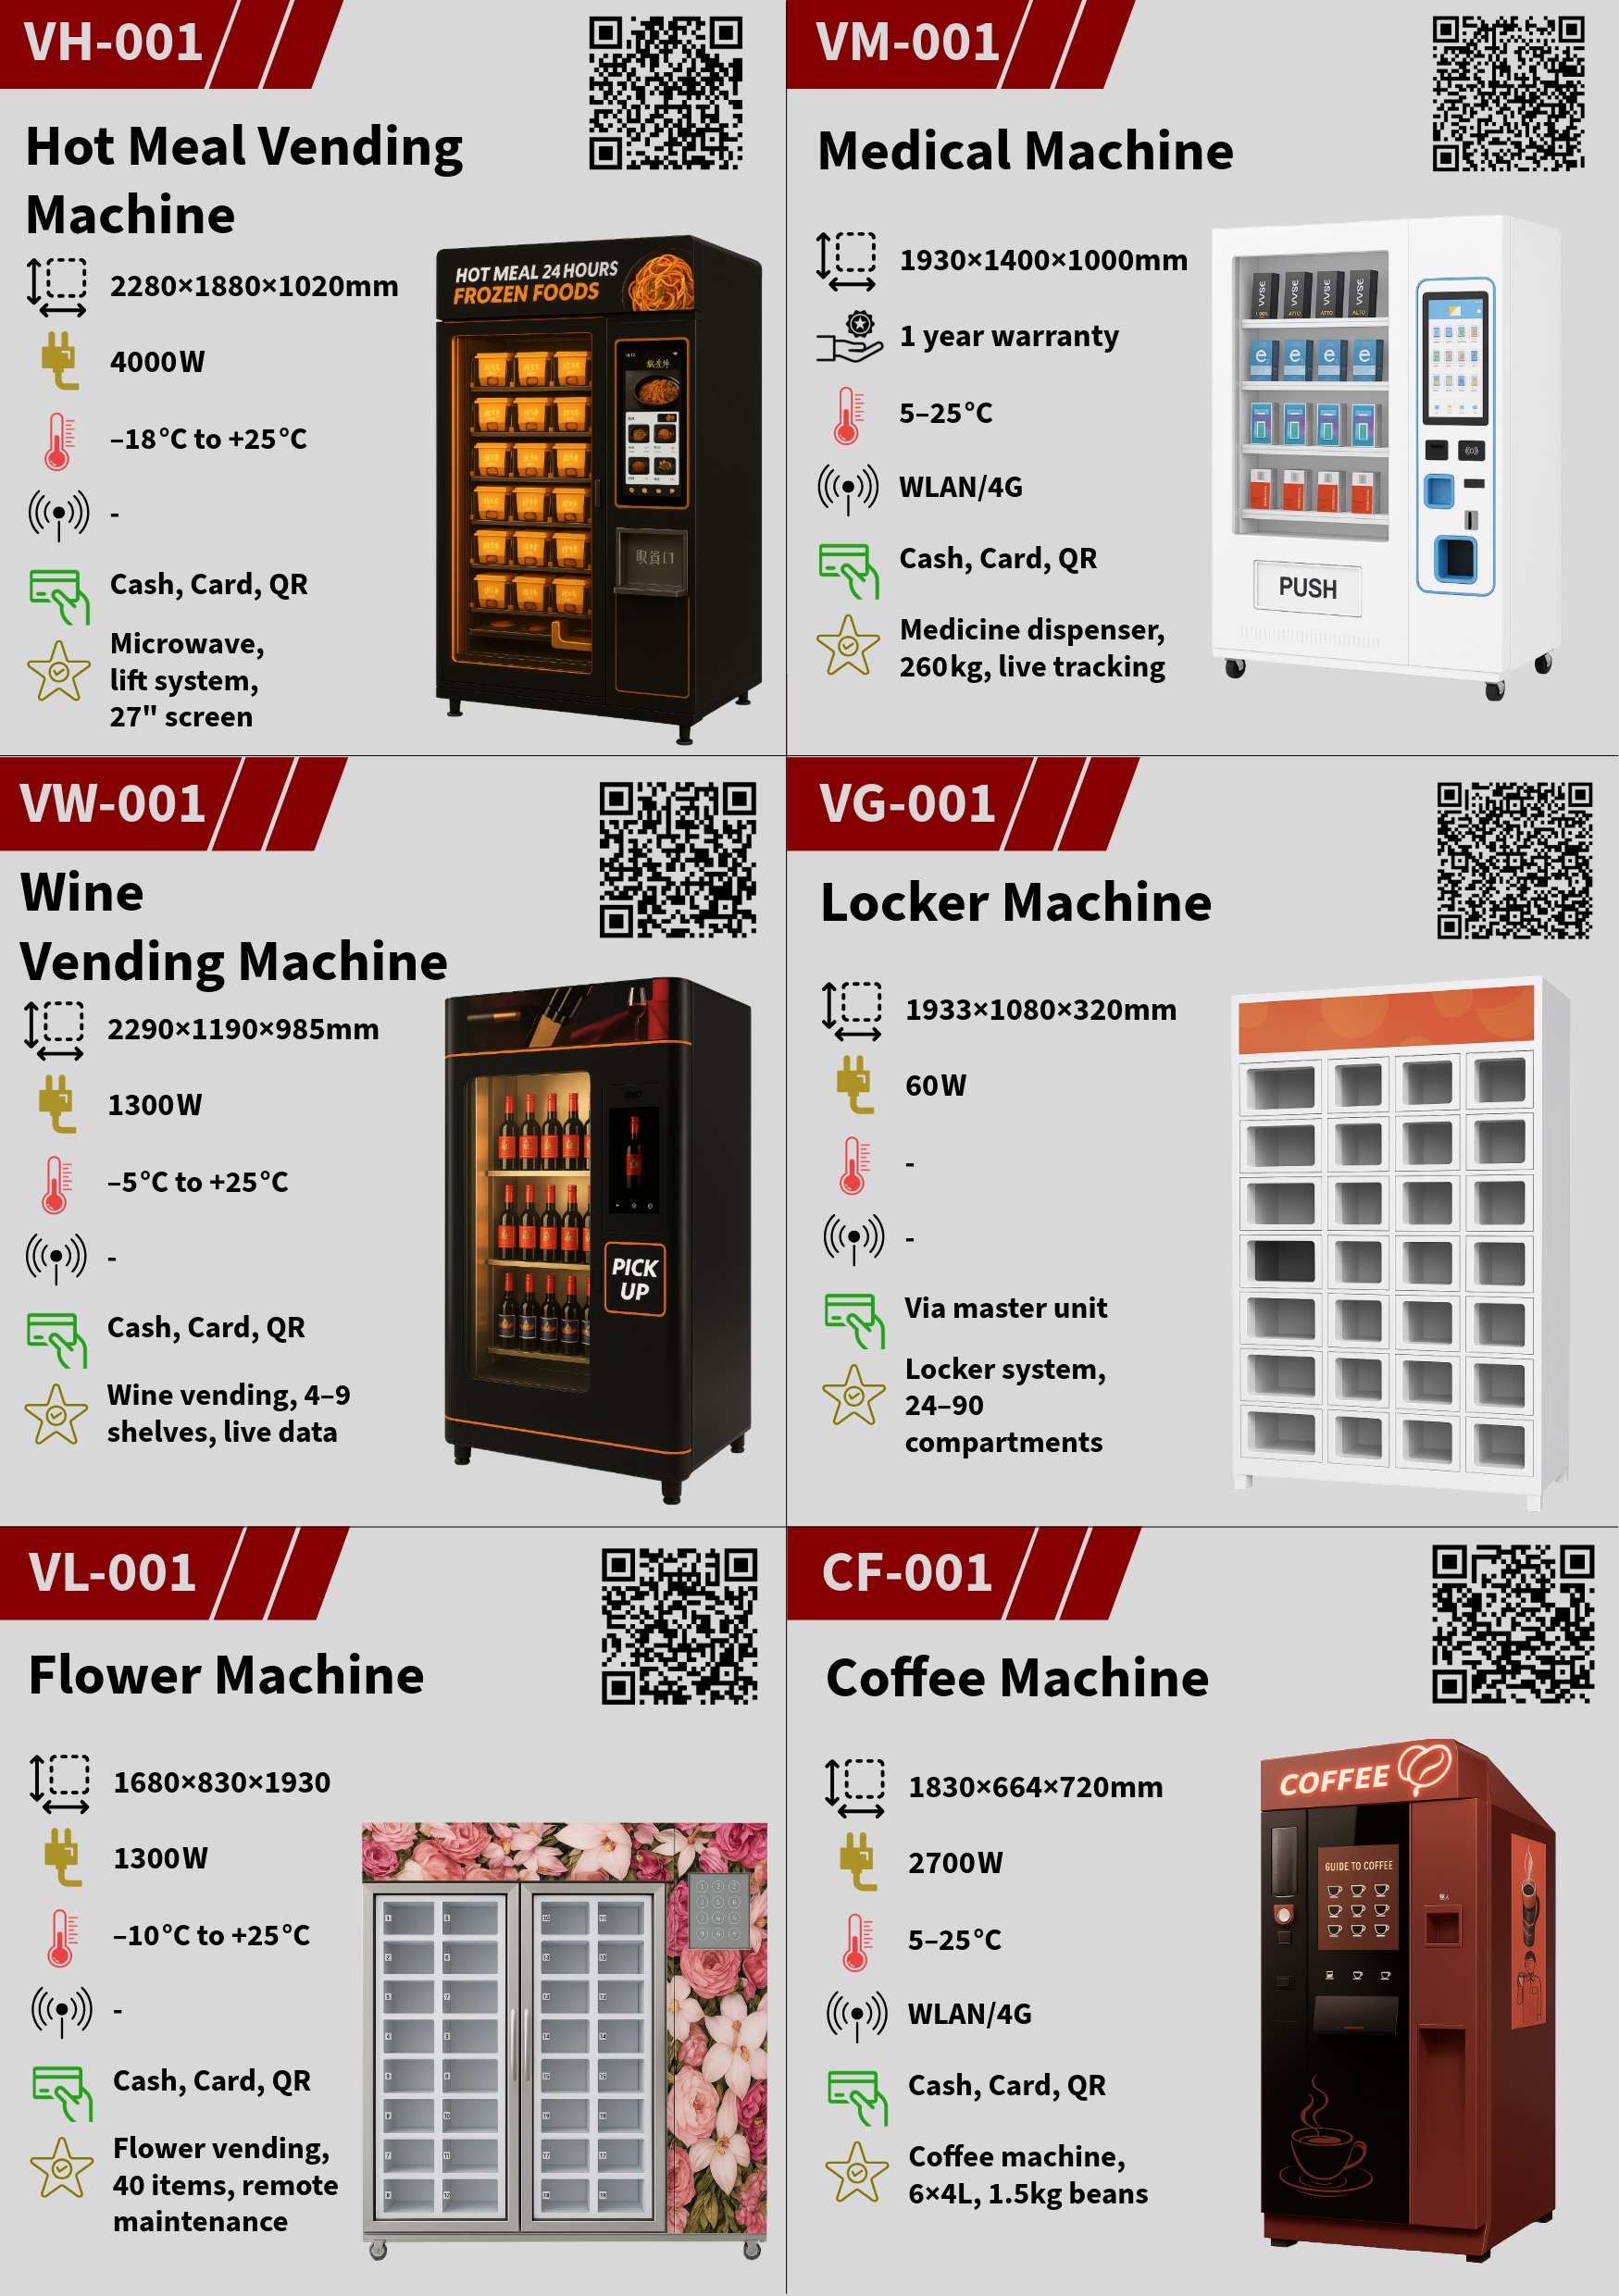 VH-001
Hot Meal Vending
Machine
2280×1880×1020mm
4000W
–18°C to +25°C
-
Cash, Card, QR
Microwave,
lift system,
27" screen
HOT MEAL 24 HOURS
FROZEN FOODS
VM-001
Medical Machine
1930×1400×1000mm
1 year warranty
5–25°C
WLAN/4G
Cash, Card, QR
Medicine dispenser,
260kg, live tracking
PUSH
VW-001
Wine
Vending Machine
2290×1190×985mm
1300W
–5°C to +25°C
-
Cash, Card, QR
Wine vending, 4–9
shelves, live data
PICK
UP
VG-001
Locker Machine
1933×1080×320mm
60W
-
-
Via master unit
Locker system,
24–90
compartments
VL-001
Flower Machine
1680×830×1930
1300W
–10°C to +25°C
-
Cash, Card, QR
Flower vending,
40 items, remote
maintenance
CF-001
Coffee Machine
1830×664×720mm
2700W
5–25°C
WLAN/4G
Cash, Card, QR
Coffee machine,
6×4L, 1.5kg beans
COFFEE
GUIDE TO COFFEE